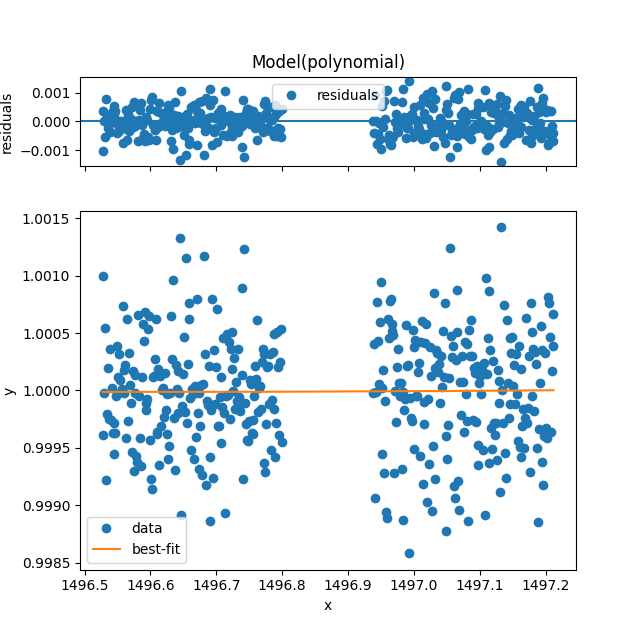 Model(polynomial)
0.001
0.000
−0.001
residuals
residuals
1.0015
1.0010
1.0005
1.0000
0.9995
0.9990
0.9985
y
data
best-fit
1496.5 1496.6 1496.7 1496.8 1496.9 1497.0 1497.1 1497.2
x